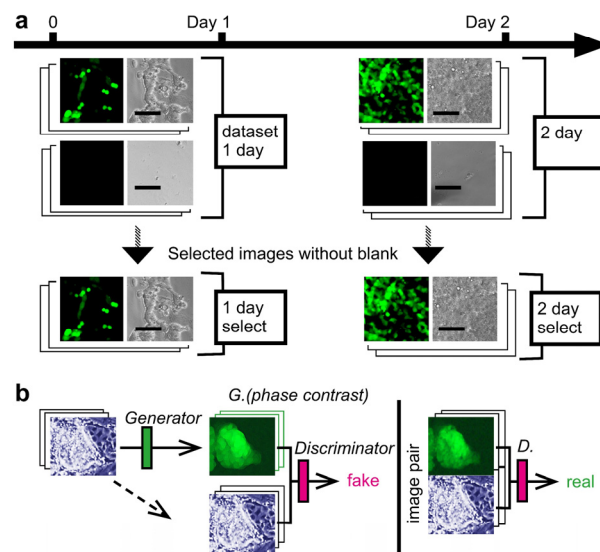 a
0
Day 1
Day 2
dataset
1 day
2 day
Selected images without blank
1 day
select
2 day
select
b
Generator
G.(phase contrast)
Discriminator
fake
image pair
D.
real